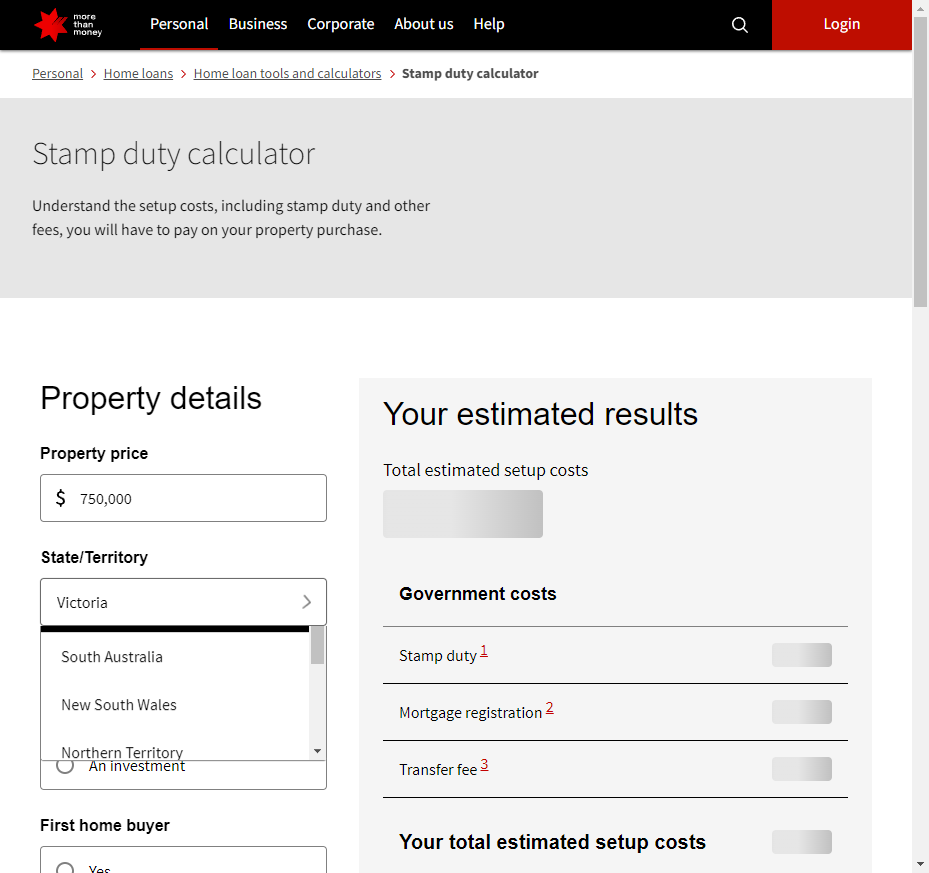 more
than
money
Personal
Business
Corporate
About us
Help
Login
Personal > Home loans > Home loan tools and calculators > Stamp duty calculator
Stamp duty calculator
Understand the setup costs, including stamp duty and other
fees, you will have to pay on your property purchase.
Property details
Property price
$ 750,000
State/Territory
Victoria
South Australia
New South Wales
Northern Territory
An investment
First home buyer
Yes
Your estimated results
Total estimated setup costs
Government costs
Stamp duty 1
Mortgage registration 2
Transfer fee 3
Your total estimated setup costs